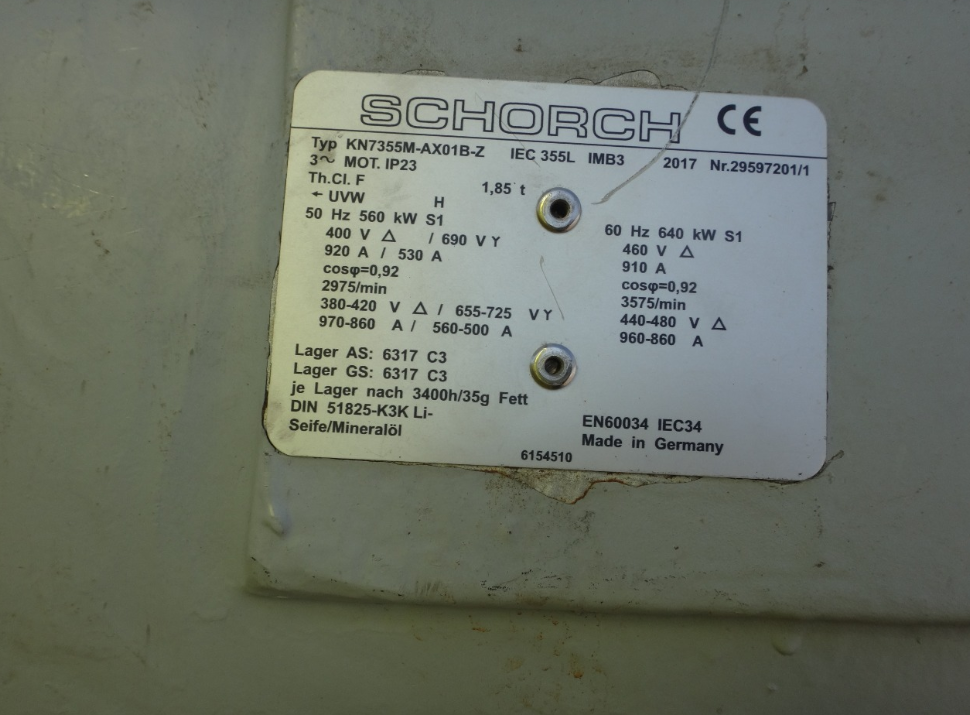 SCHORCH CE
Typ KN7355M-AX01B-Z IEC 355L IMB3 2017 Nr.29597201/1
3~ MOT. IP23
Th.Cl. F 1,85 t
← UVW H
50 Hz 560 kW S1 60 Hz 640 kW S1
400 V △ / 690 V Y 460 V △
920 A / 530 A 910 A
cosφ=0,92 cosφ=0,92
2975/min 3575/min
380-420 V △ / 655-725 V Y 440-480 V △
970-860 A / 560-500 A 960-860 A
Lager AS: 6317 C3
Lager GS: 6317 C3
je Lager nach 3400h/35g Fett
DIN 51825-K3K Li- EN60034 IEC34
Seife/Mineralöl Made in Germany
6154510